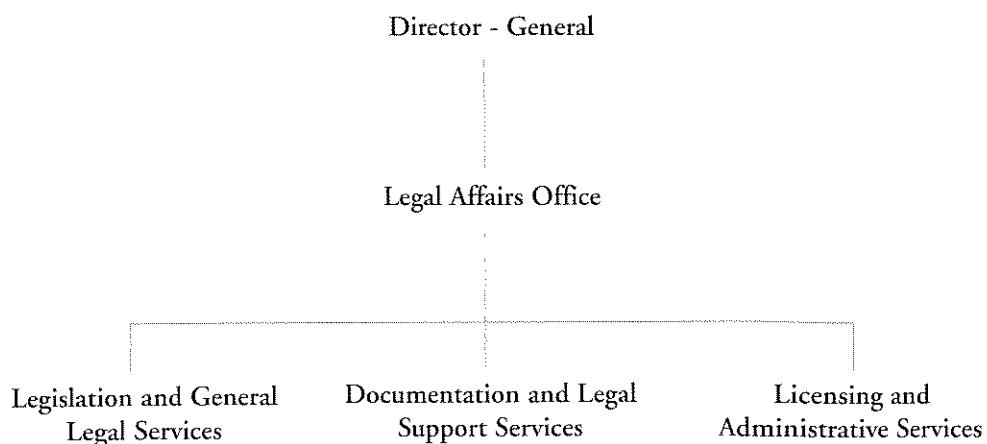 Director - General
Legal Affairs Office
Legislation and General
Legal Services
Documentation and Legal
Support Services
Licensing and
Administrative Services